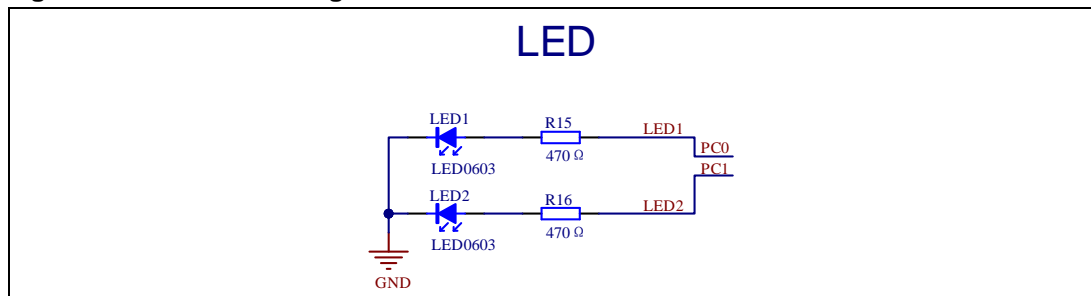 LED
LED1
R15
LED1
470 Ω
PC0
LED0603
PC1
LED2
R16
LED2
470 Ω
LED0603
GND